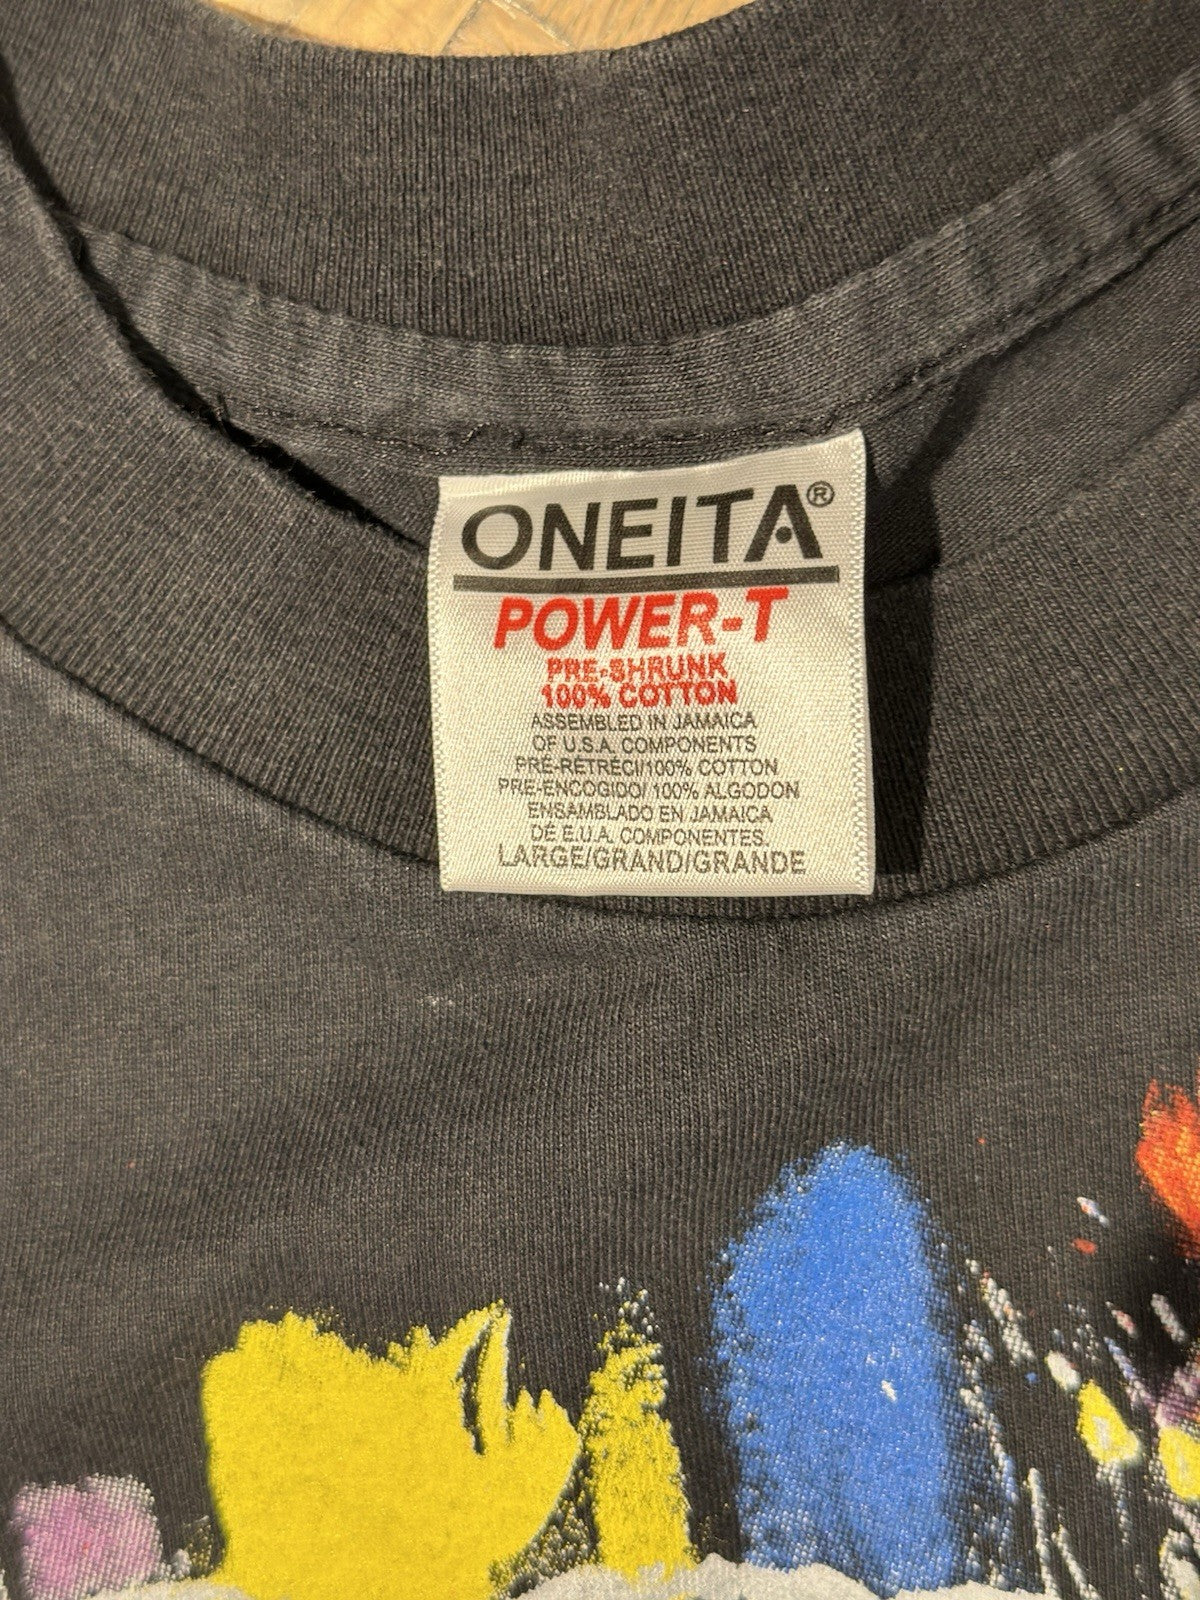 ONEITA®
POWER-T
PRE-SHRUNK
100% COTTON
ASSEMBLED IN JAMAICA
OF U.S.A. COMPONENTS
PRÉ-RÉTRÉCI/100% COTTON
PRE-ENCOGIDO/ 100% ALGODON
ENSAMBLADO EN JAMAICA
DE E.U.A. COMPONENTES.
LARGE/GRAND/GRANDE